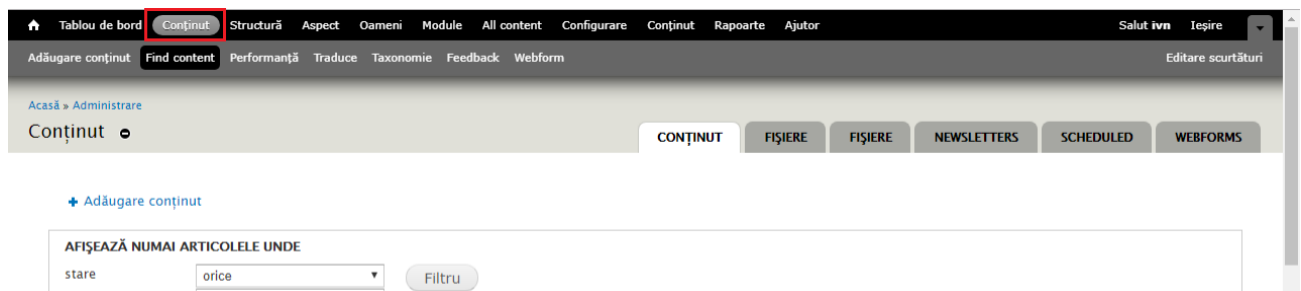 Tablou de bord Conținut Structură Aspect Oameni Module All content Configurare Conținut Rapoarte Ajutor Salut ivn Ieșire
Adăugare conținut Find content Performanță Traduce Taxonomie Feedback Webform Editare scurtături
Acasă » Administrare
Conținut
CONȚINUT FIȘIERE FIȘIERE NEWSLETTERS SCHEDULED WEBFORMS
Adăugare conținut
AFIȘEAZĂ NUMAI ARTICOLELE UNDE
stare orice Filtru